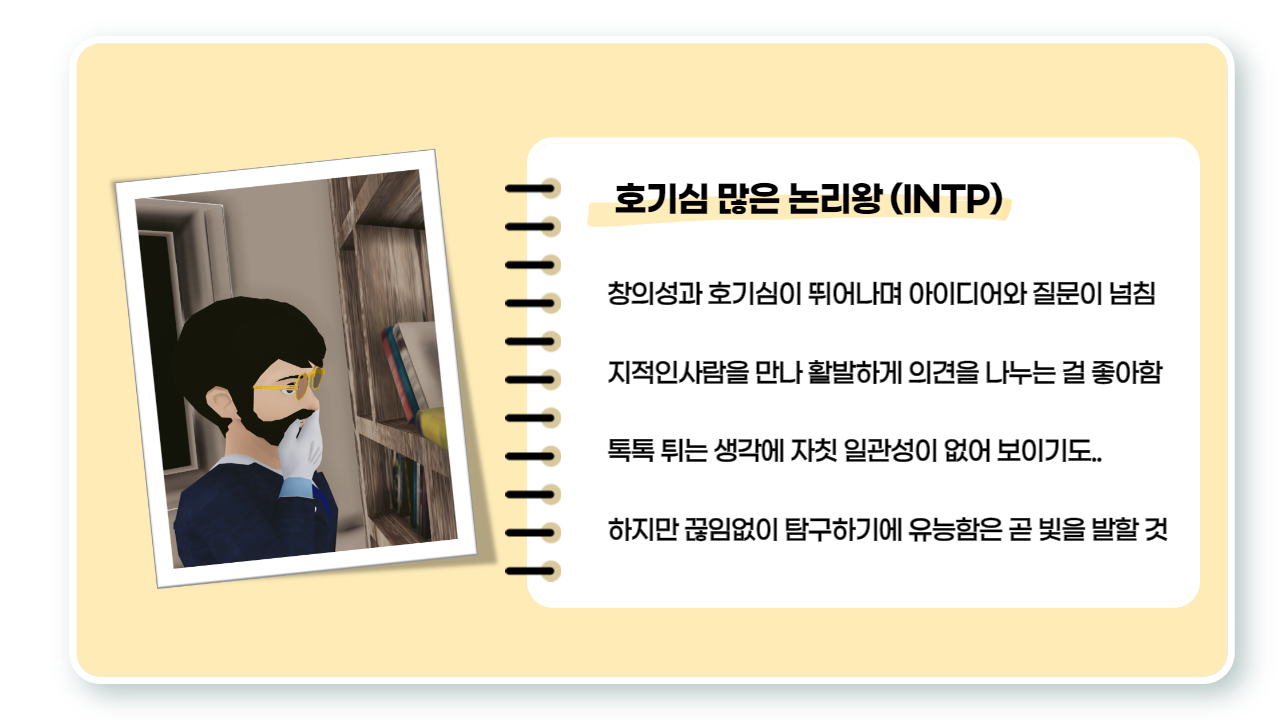 호기심 많은 논리왕 (INTP)
창의성과 호기심이 뛰어나며 아이디어와 질문이 넘침
지적인사람을 만나 활발하게 의견을 나누는 걸 좋아함
톡톡 튀는 생각에 자칫 일관성이 없어 보이기도..
하지만 끊임없이 탐구하기에 유능함은 곧 빛을 발할 것